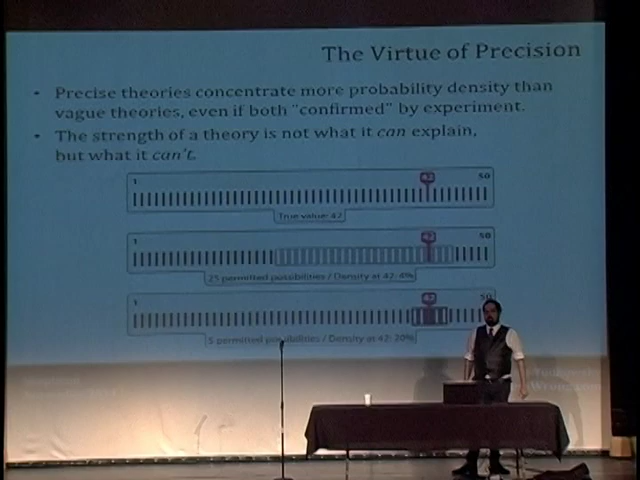 The Virtue of Precision
• Precise theories concentrate more probability density than
vague theories, even if both "confirmed" by experiment.
• The strength of a theory is not what it can explain,
but what it can't.
1 42 50
True value: 42
1 42 50
25 permitted possibilities / Density at 42: 4%
1 42 50
5 permitted possibilities / Density at 42: 20%